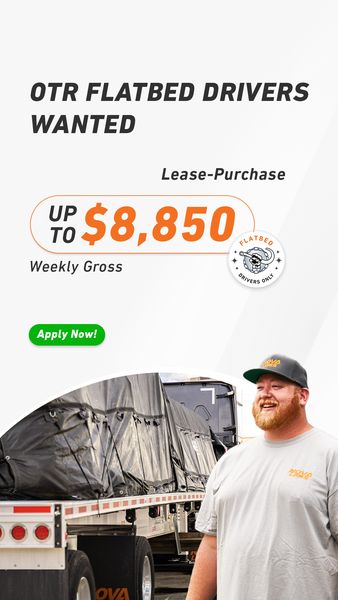 OTR FLATBED DRIVERS
WANTED
Lease-Purchase
UP
TO
$8,850
Weekly Gross
FLATBED
DRIVERS ONLY
Apply Now!